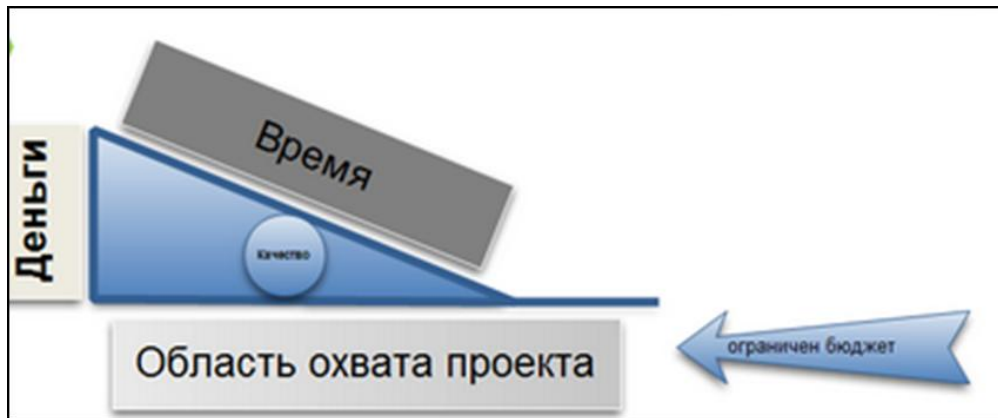 Время
Деньги
Качество
Область охвата проекта
ограничен бюджет